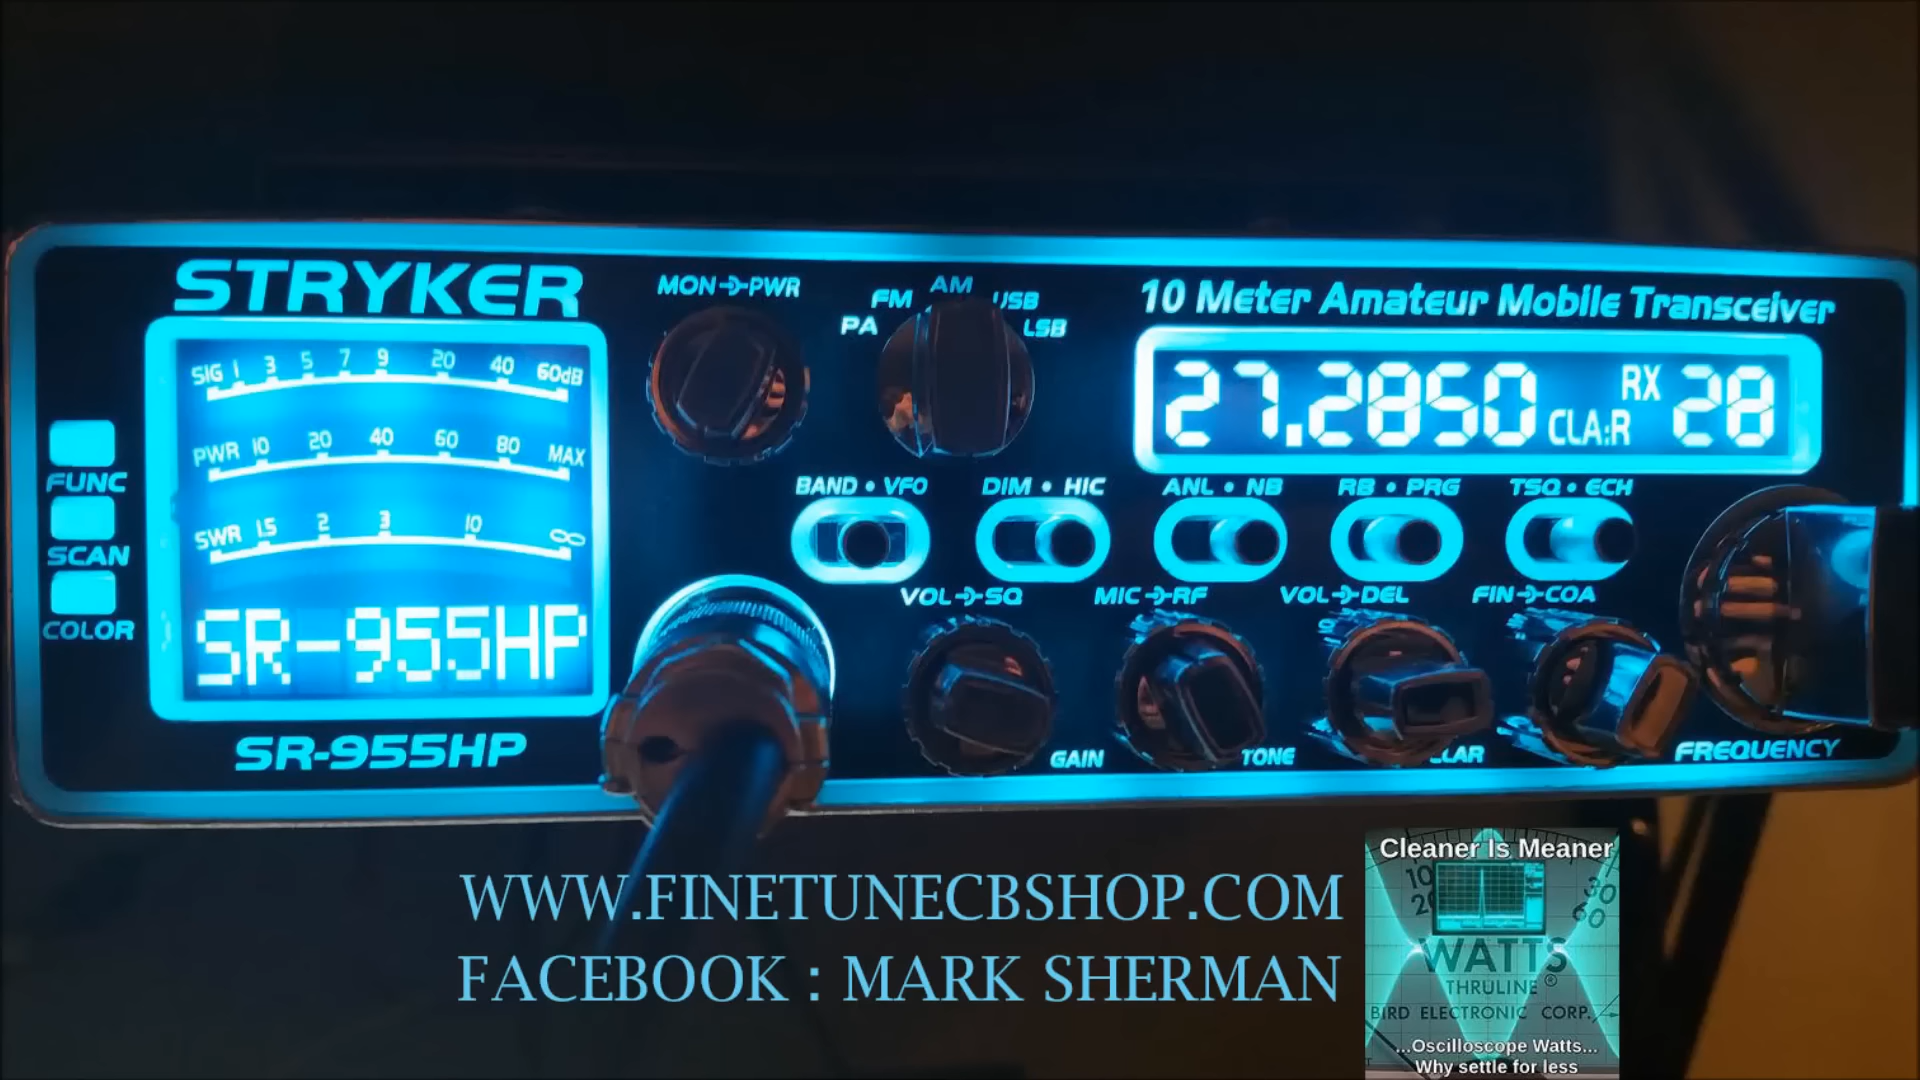 STRYKER
MON PWR
PA FM AM USB LSB
10 Meter Amateur Mobile Transceiver
SIG 1 3 5 7 9 20 40 60dB
PWR 10 20 40 60 80 MAX
SWR 1.5 2 3 10 ∞
SR-955HP
27.2850 CLA:R RX 28
FUNC
SCAN
COLOR
BAND • VFO DIM • HIC ANL • NB RB • PRG TSQ • ECH
VOL SQ MIC RF VOL DEL FIN COA
SR-955HP
GAIN TONE CLAR FREQUENCY
WWW.FINETUNECBSHOP.COM
FACEBOOK : MARK SHERMAN
Cleaner Is Meaner
WATTS
THRULINE ®
BIRD ELECTRONIC CORP.
...Oscilloscope Watts...
Why settle for less